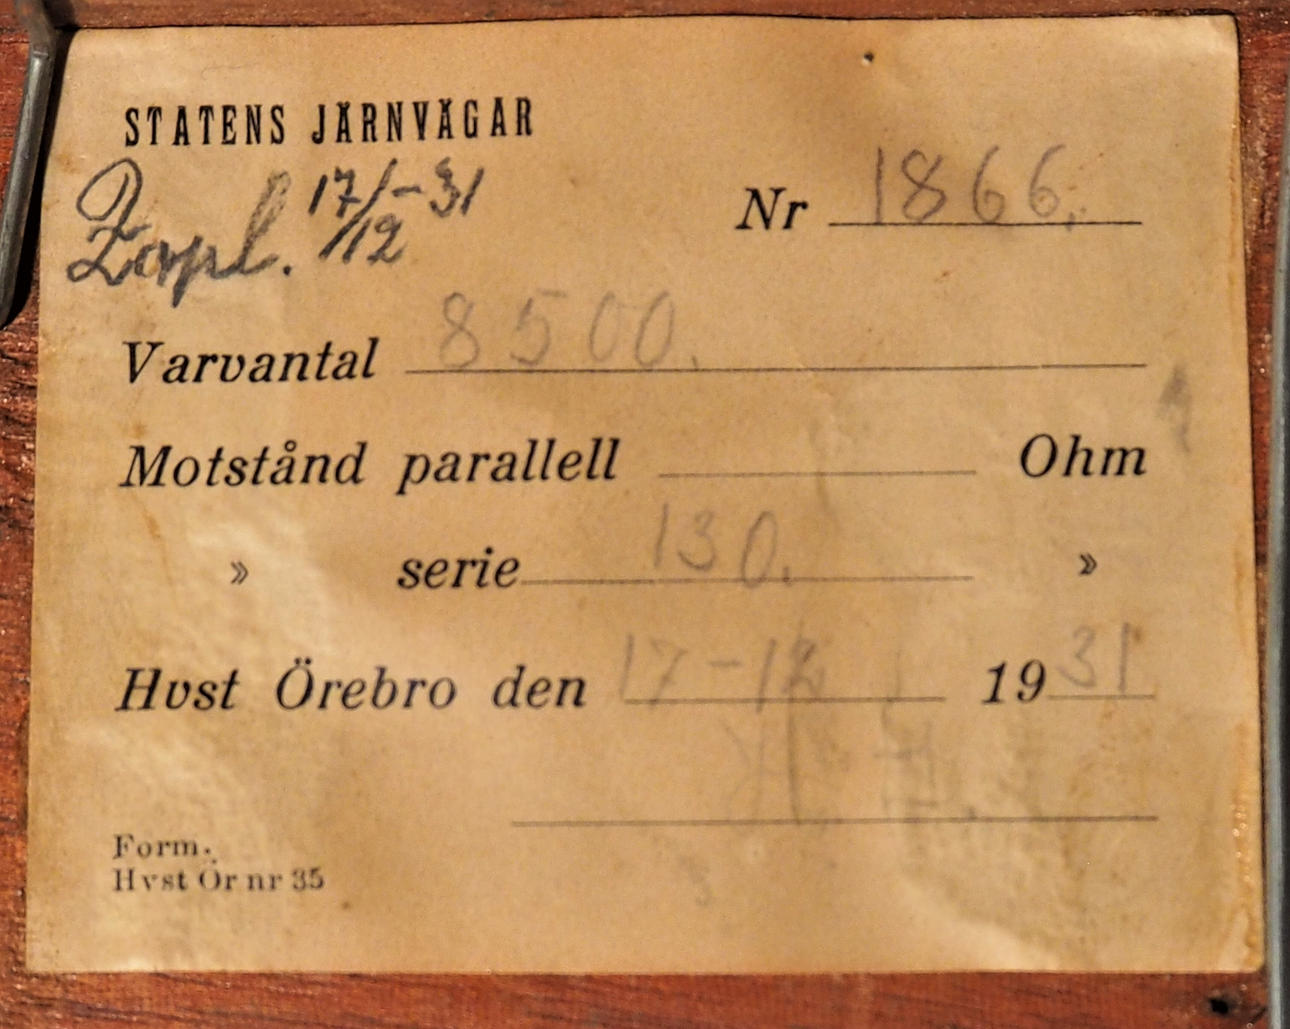 STATENS JÄRNVÄGAR
Zapl. 17/12-31
Nr 1866.
Varvantal 8500.
Motstånd parallell Ohm
» serie 130. »
Hvst Örebro den 17-12 1931
Form.
Hvst Ör nr 35